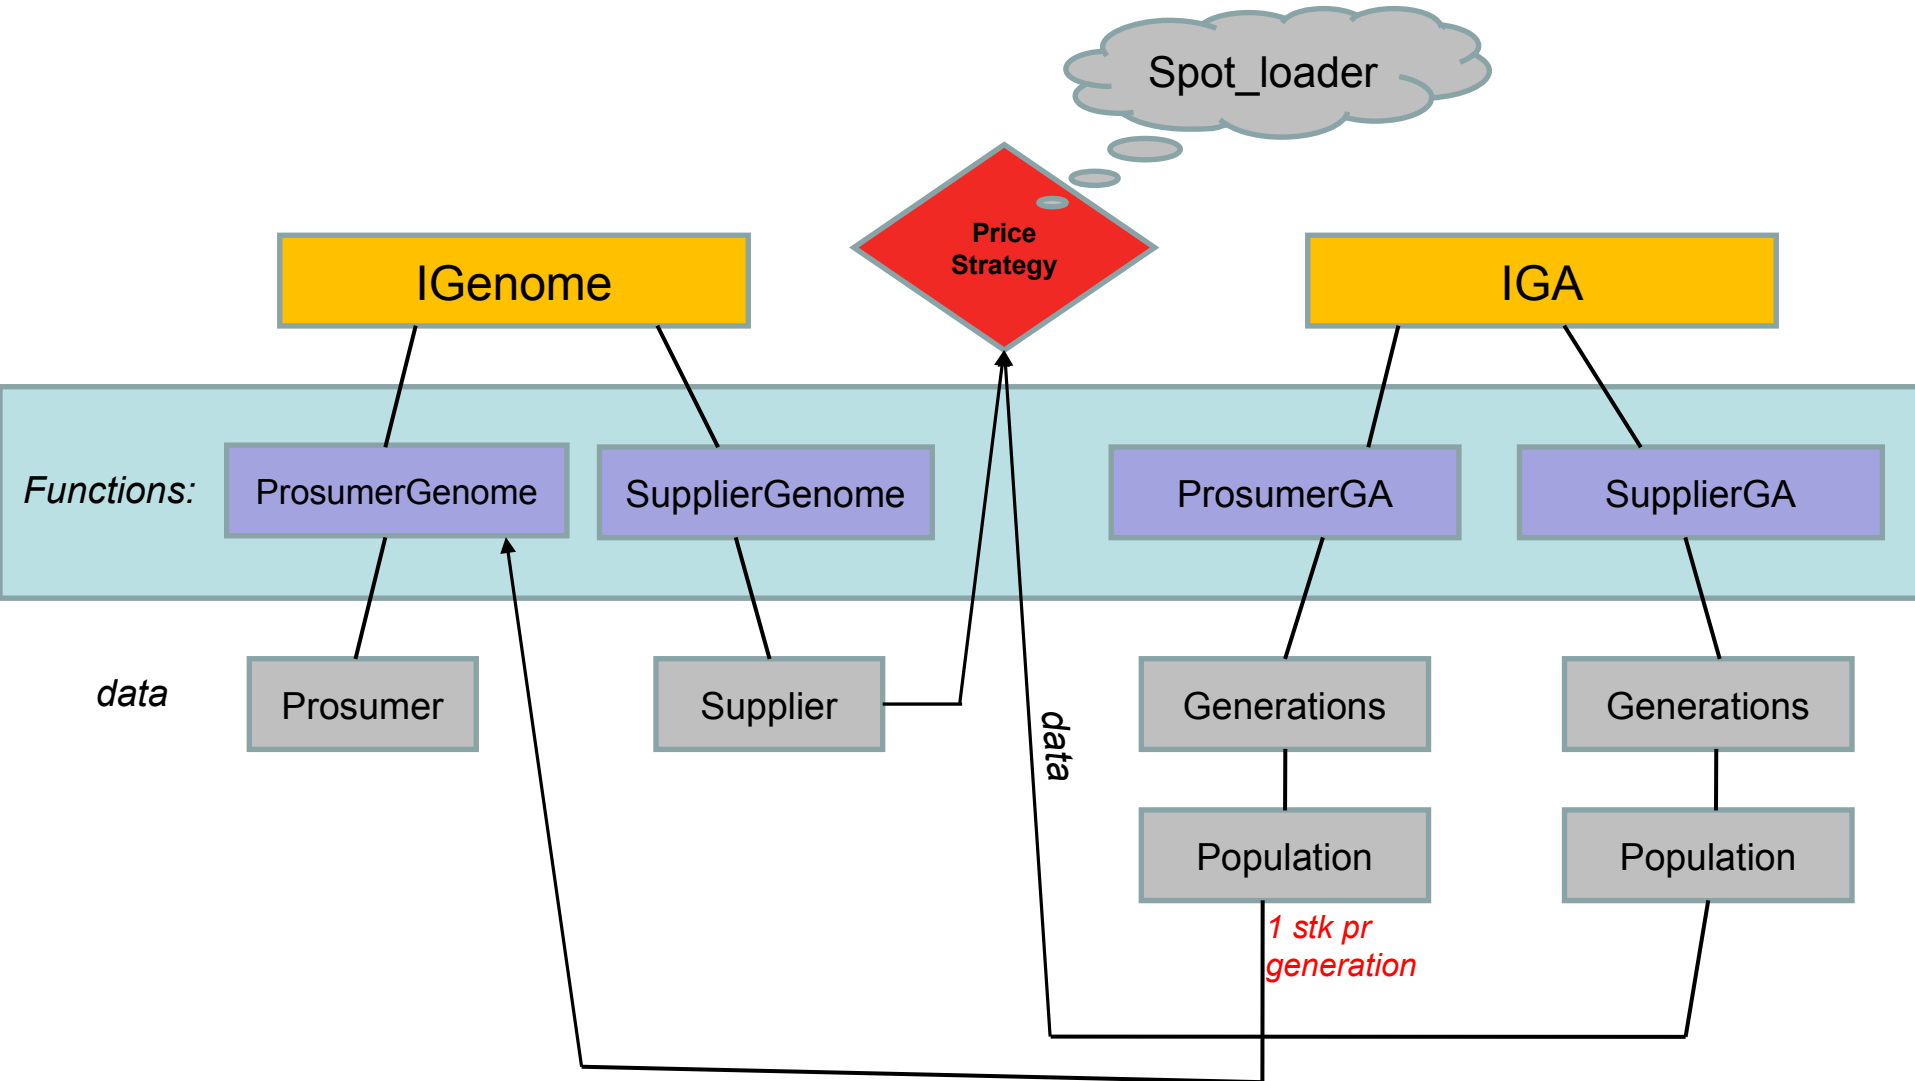 Spot_loader
Price
Strategy
IGenome
IGA
Functions:
ProsumerGenome
SupplierGenome
ProsumerGA
SupplierGA
data
Prosumer
Supplier
data
Generations
Generations
Population
Population
1 stk pr
generation